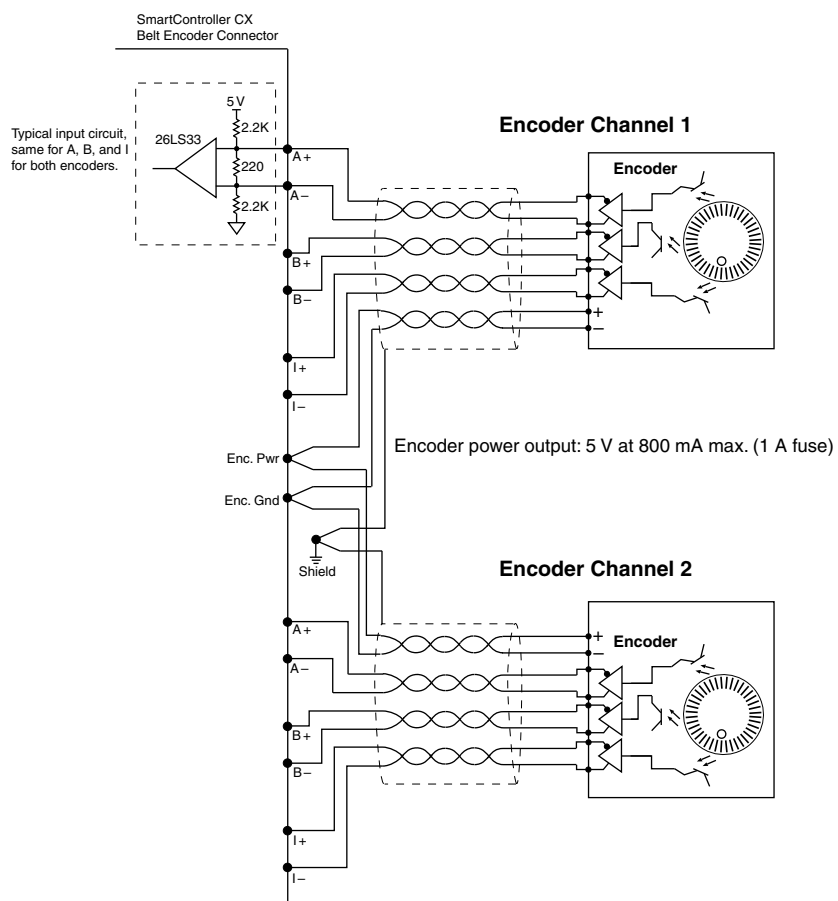 SmartController CX
Belt Encoder Connector
5 V
2.2K
26LS33
220
2.2K
Typical input circuit,
same for A, B, and I
for both encoders.
A+
A−
B+
B−
I+
I−
Encoder Channel 1
Encoder
+
−
Enc. Pwr
Encoder power output: 5 V at 800 mA max. (1 A fuse)
Enc. Gnd
Shield
Encoder Channel 2
Encoder
+
−
A+
A−
B+
B−
I+
I−